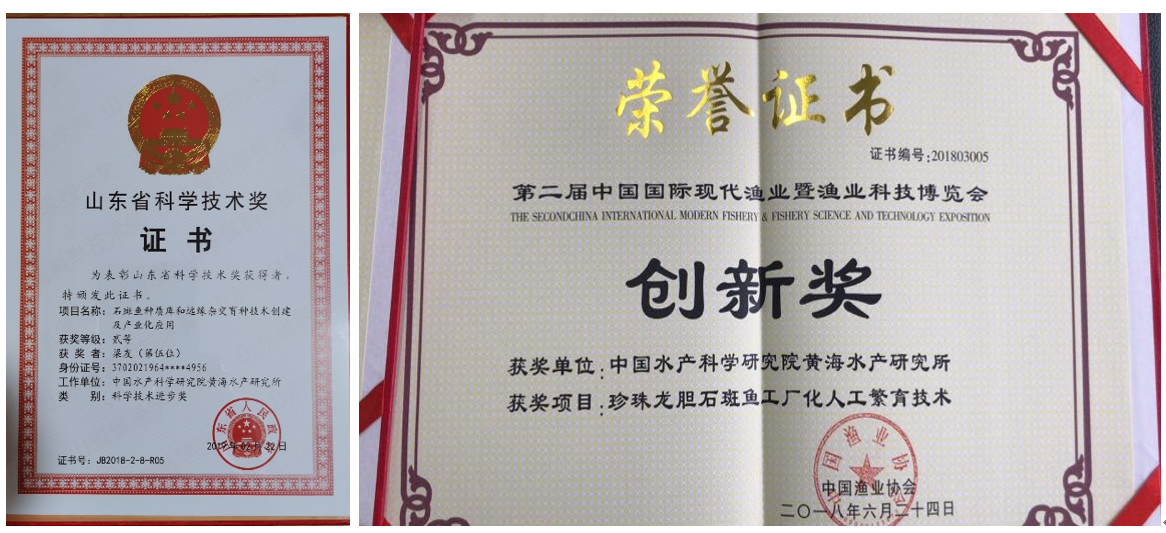 山东省科学技术奖
证书
为表彰山东省科学技术奖获得者，
特颁发此证书。
项目名称：石斑鱼种质库和远缘杂交育种技术创建
及产业化应用
获奖等级：贰等
获奖者：梁友（第伍位）
身份证号：3702021964****4956
工作单位：中国水产科学研究院黄海水产研究所
类别：科学技术进步奖
证书号：JB2018-2-8-R05
荣誉证书
证书编号:201803005
第二届中国国际现代渔业暨渔业科技博览会
THE SECONDCHINA INTERNATIONAL MODERN FISHERY & FISHERY SCIENCE AND TECHNOLOGY EXPOSITION
创新奖
获奖单位:中国水产科学研究院黄海水产研究所
获奖项目:珍珠龙胆石斑鱼工厂化人工繁育技术
中国渔业协会
二〇一八年六月二十四日